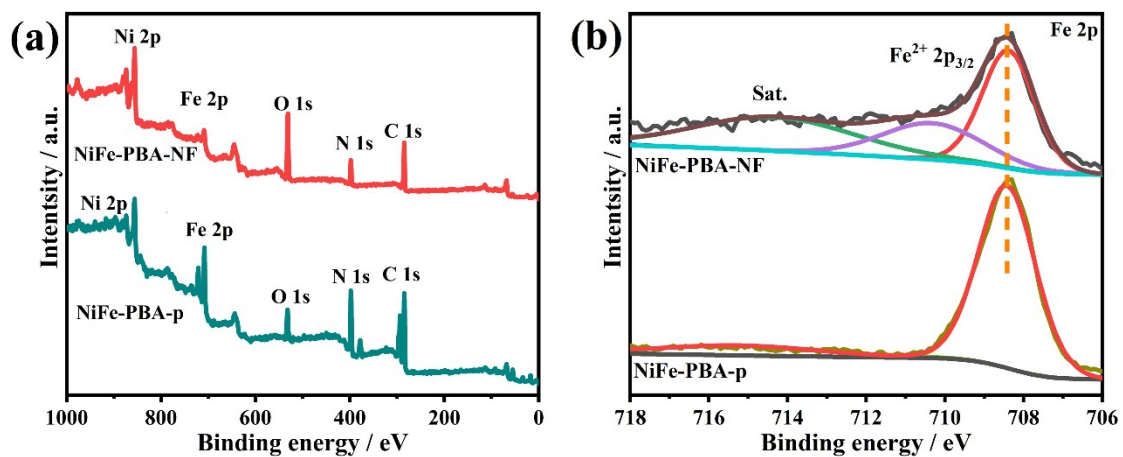 (a)
Ni 2p
Fe 2p
O 1s
N 1s
C 1s
NiFe-PBA-NF
Ni 2p
Fe 2p
O 1s
N 1s
C 1s
NiFe-PBA-p
Intentsity / a.u.
1000 800 600 400 200 0
Binding energy / eV
(b)
Fe 2p
Fe²⁺ 2p₃/₂
Sat.
NiFe-PBA-NF
NiFe-PBA-p
Intentsity / a.u.
718 716 714 712 710 708 706
Binding energy / eV